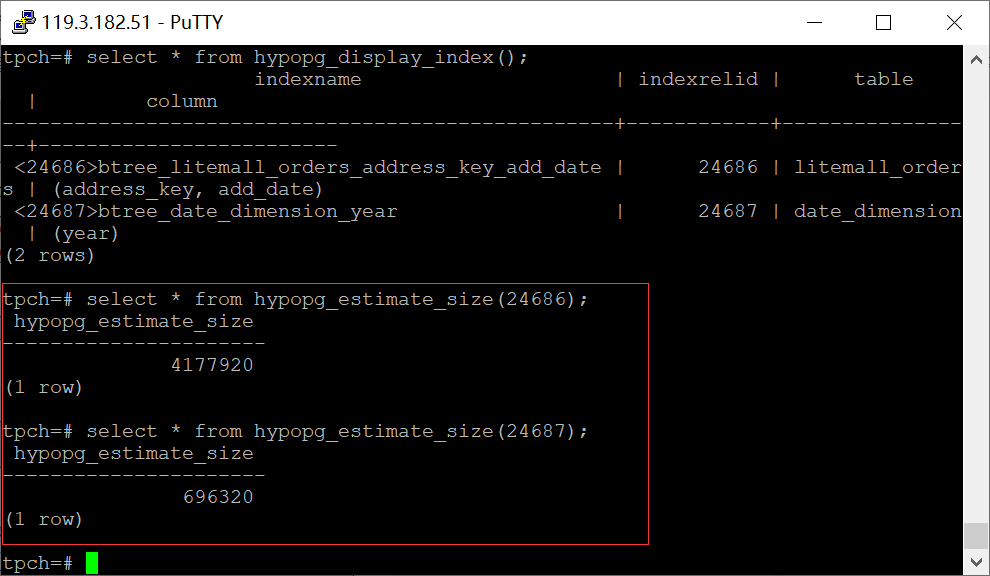 119.3.182.51 - PuTTY
tpch=# select * from hypopg_display_index();
                     indexname                     | indexrelid |      table
  |         column
---------------------------------------------------+------------+---------------
--+-------------------------
 <24686>btree_litemall_orders_address_key_add_date |      24686 | litemall_order
s | (address_key, add_date)
 <24687>btree_date_dimension_year                  |      24687 | date_dimension
  | (year)
(2 rows)
tpch=# select * from hypopg_estimate_size(24686);
 hypopg_estimate_size
----------------------
              4177920
(1 row)
tpch=# select * from hypopg_estimate_size(24687);
 hypopg_estimate_size
----------------------
               696320
(1 row)
tpch=#